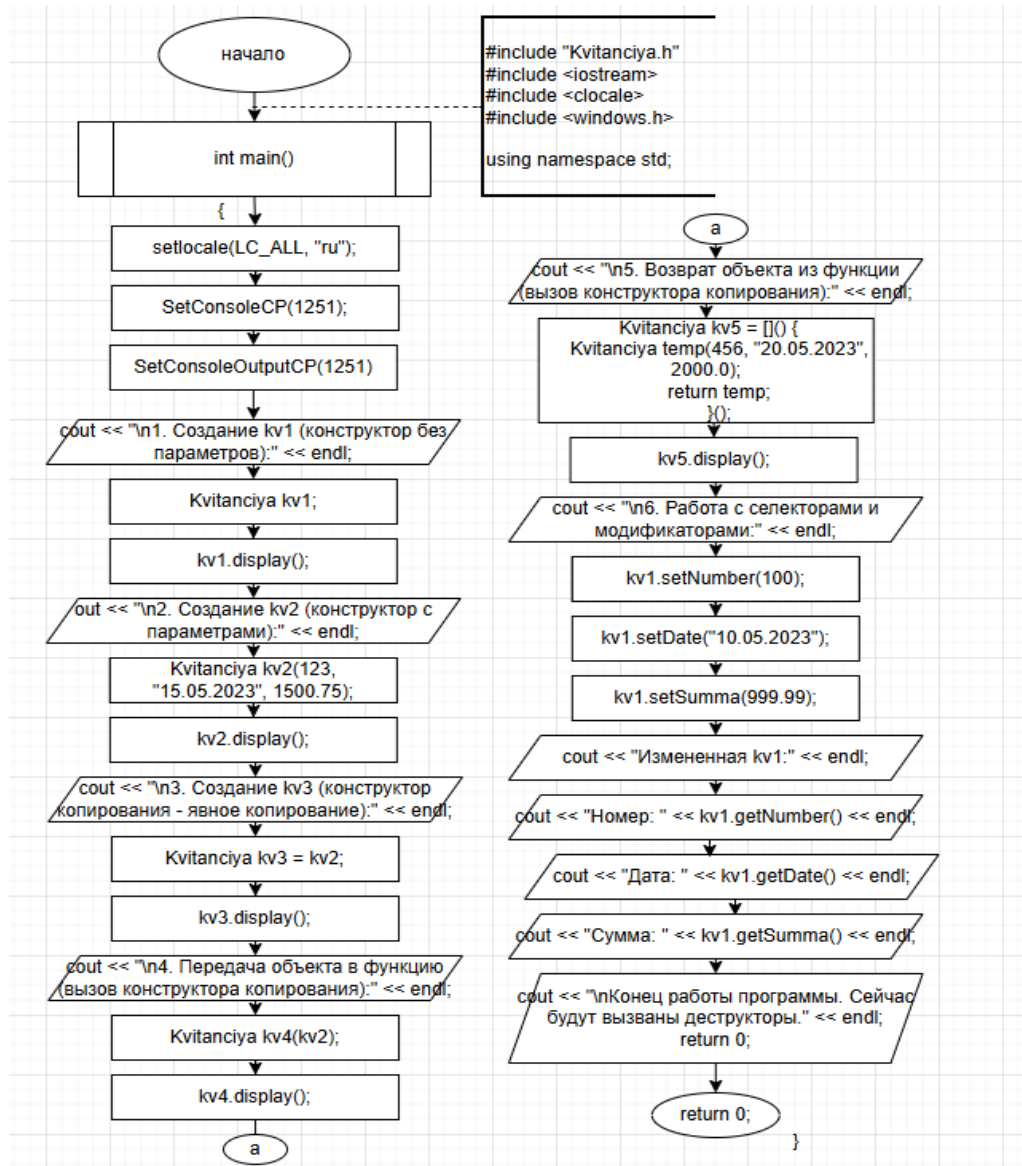 начало
#include "Kvitanciya.h"
#include <iostream>
#include <clocale>
#include <windows.h>
using namespace std;
int main()
{
setlocale(LC_ALL, "ru");
SetConsoleCP(1251);
SetConsoleOutputCP(1251)
cout << "\n1. Создание kv1 (конструктор без
параметров):" << endl;
Kvitanciya kv1;
kv1.display();
out << "\n2. Создание kv2 (конструктор с
параметрами):" << endl;
Kvitanciya kv2(123,
"15.05.2023", 1500.75);
kv2.display();
cout << "\n3. Создание kv3 (конструктор
копирования - явное копирование):" << endl;
Kvitanciya kv3 = kv2;
kv3.display();
cout << "\n4. Передача объекта в функцию
(вызов конструктора копирования):" << endl;
Kvitanciya kv4(kv2);
kv4.display();
a
a
cout << "\n5. Возврат объекта из функции
(вызов конструктора копирования):" << endl;
Kvitanciya kv5 = []() {
Kvitanciya temp(456, "20.05.2023",
2000.0);
return temp;
}();
kv5.display();
cout << "\n6. Работа с селекторами и
модификаторами:" << endl;
kv1.setNumber(100);
kv1.setDate("10.05.2023");
kv1.setSumma(999.99);
cout << "Измененная kv1:" << endl;
cout << "Номер: " << kv1.getNumber() << endl;
cout << "Дата: " << kv1.getDate() << endl;
cout << "Сумма: " << kv1.getSumma() << endl;
cout << "\nКонец работы программы. Сейчас
будут вызваны деструкторы." << endl;
return 0;
return 0;
}